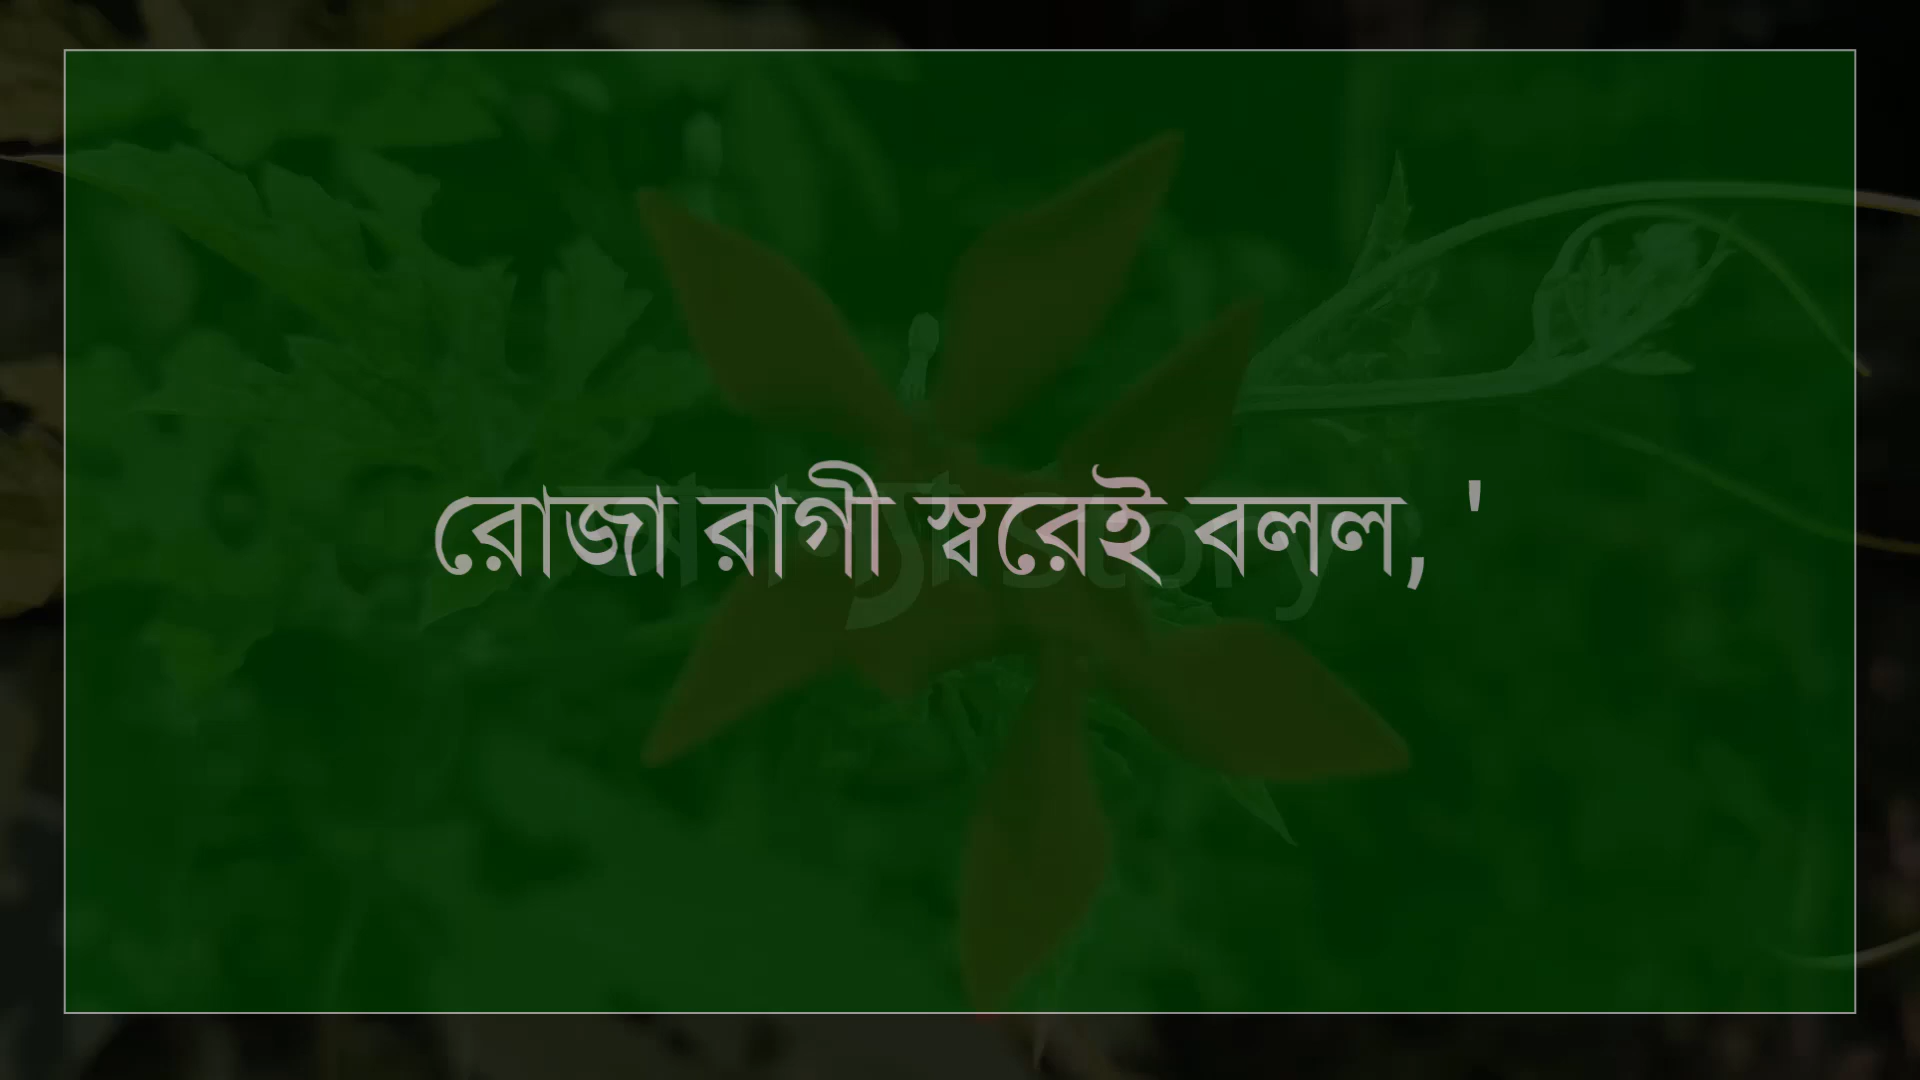 রোজা রাগী স্বরেই বলল, '